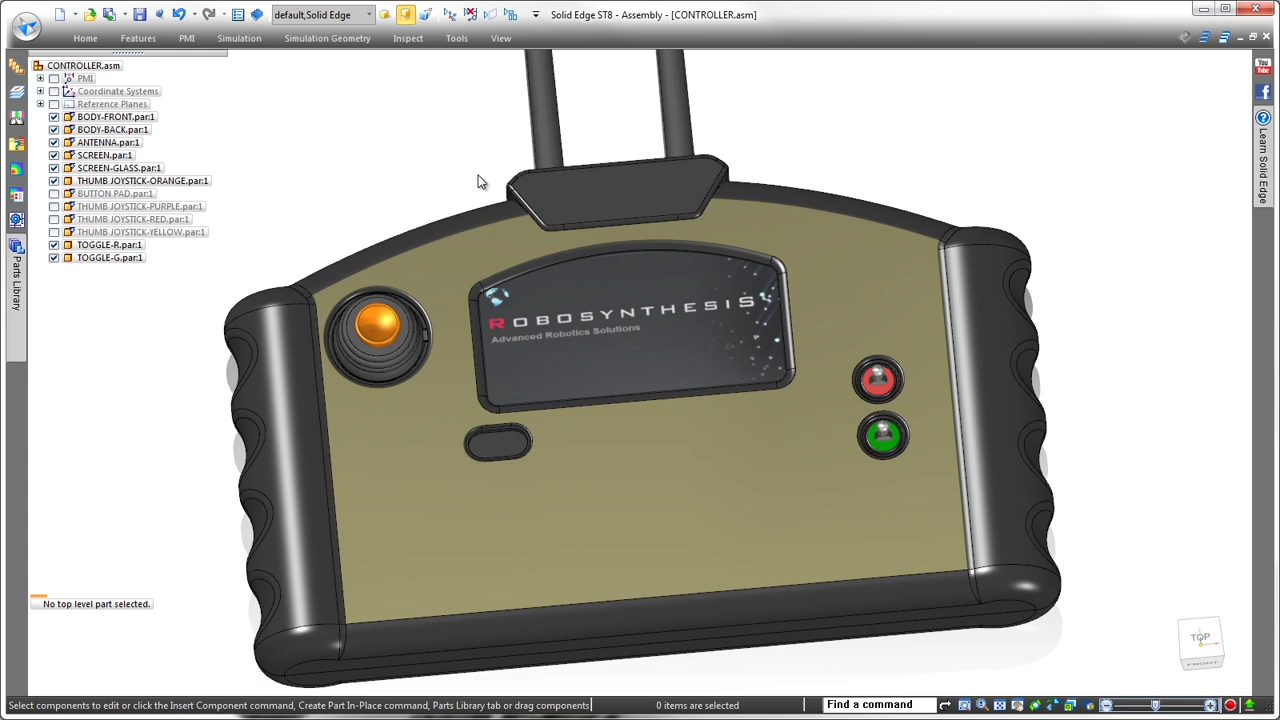 default,Solid Edge
Solid Edge ST8 - Assembly - [CONTROLLER.asm]
Home Features PMI Simulation Simulation Geometry Inspect Tools View
CONTROLLER.asm
PMI
Coordinate Systems
Reference Planes
BODY-FRONT.par:1
BODY-BACK.par:1
ANTENNA.par:1
SCREEN.par:1
SCREEN-GLASS.par:1
THUMB JOYSTICK-ORANGE.par:1
BUTTON PAD.par:1
THUMB JOYSTICK-PURPLE.par:1
THUMB JOYSTICK-RED.par:1
THUMB JOYSTICK-YELLOW.par:1
TOGGLE-R.par:1
TOGGLE-G.par:1
Parts Library
You
Tube
Learn Solid Edge
ROBOSYNTHESIS
Advanced Robotics Solutions
No top level part selected.
TOP
FRONT
Select components to edit or click the Insert Component command, Create Part In-Place command, Parts Library tab or drag components
0 items are selected
Find a command